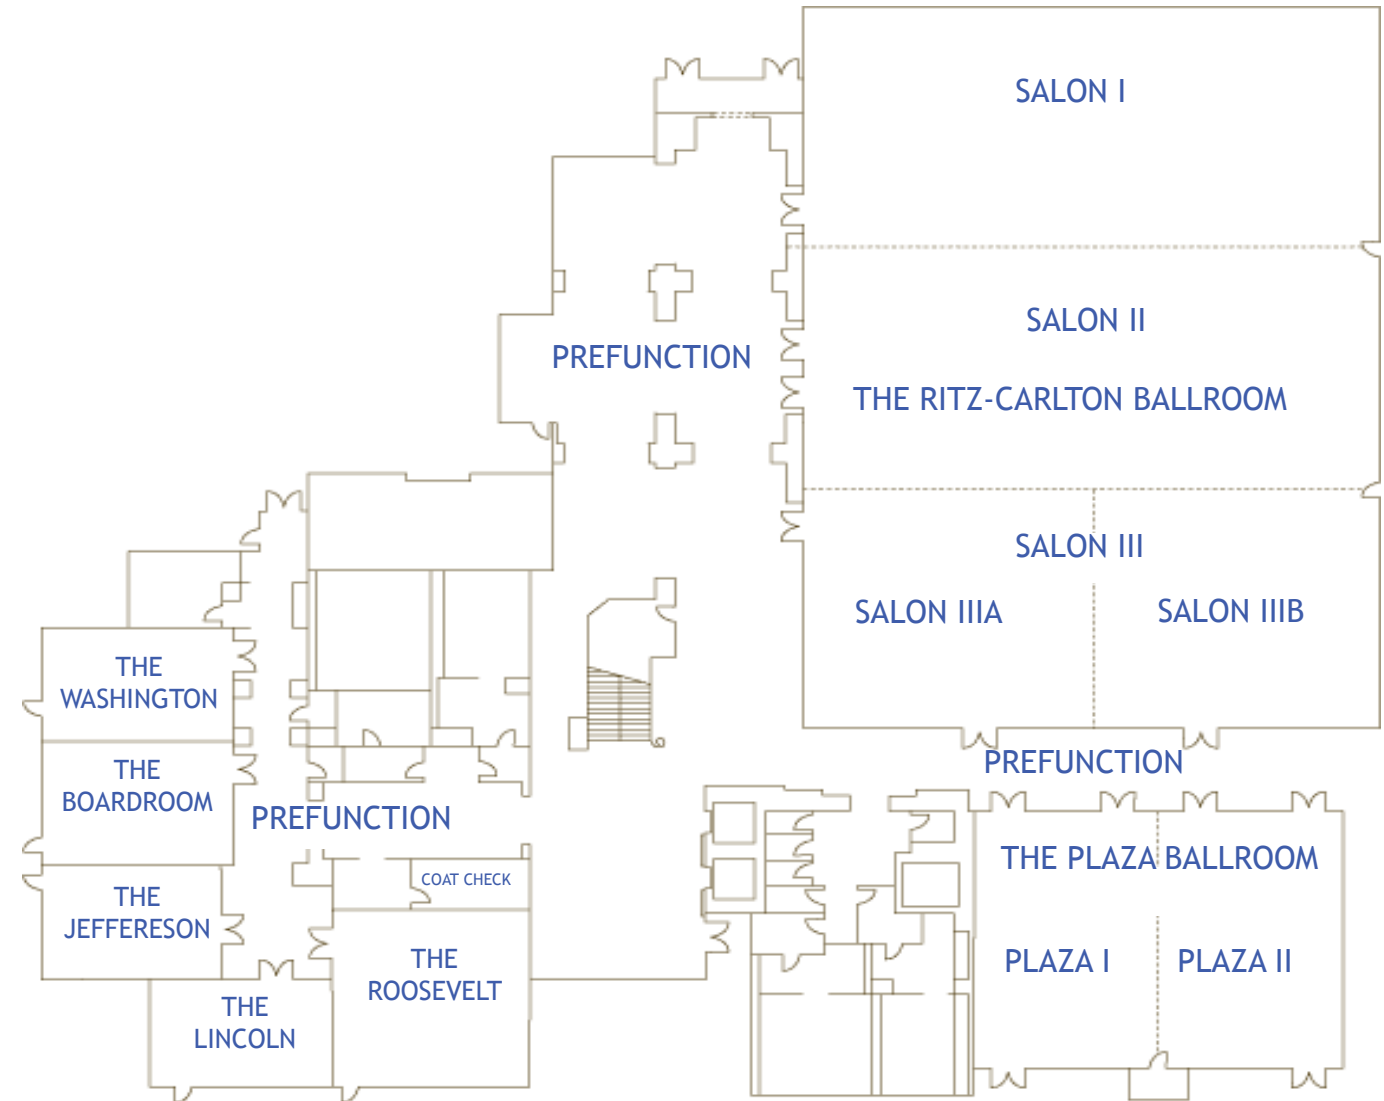 SALON I
SALON II
PREFUNCTION
THE RITZ-CARLTON BALLROOM
SALON III
SALON IIIA
SALON IIIB
THE
WASHINGTON
PREFUNCTION
THE
BOARDROOM
PREFUNCTION
THE PLAZA BALLROOM
COAT CHECK
THE
JEFFERESON
THE
ROOSEVELT
PLAZA I
PLAZA II
THE
LINCOLN